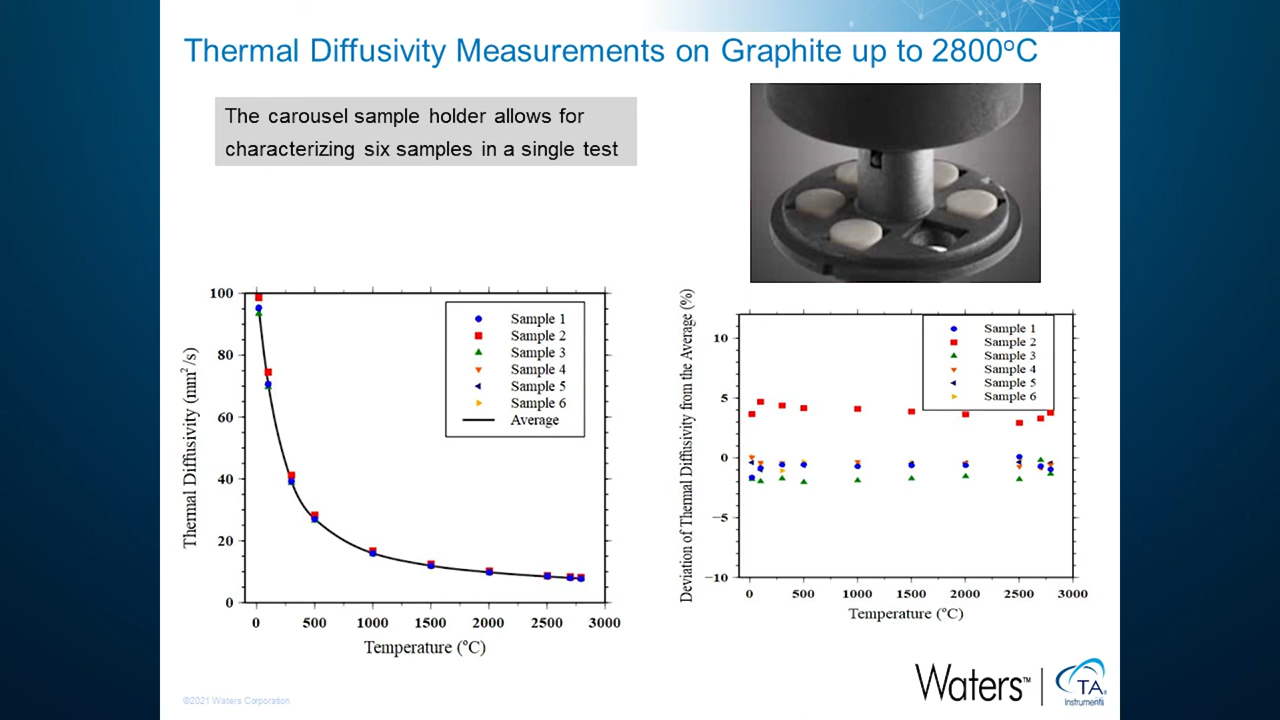 Thermal Diffusivity Measurements on Graphite up to 2800°C
The carousel sample holder allows for
characterizing six samples in a single test
Thermal Diffusivity (mm²/s)
100
80
60
40
20
0
0 500 1000 1500 2000 2500 3000
Temperature (°C)
Sample 1
Sample 2
Sample 3
Sample 4
Sample 5
Sample 6
Average
Deviation of Thermal Diffusivity from the Average (%)
10
5
0
−5
−10
0 500 1000 1500 2000 2500 3000
Temperature (°C)
Sample 1
Sample 2
Sample 3
Sample 4
Sample 5
Sample 6
©2021 Waters Corporation
Waters™
TA
Instruments